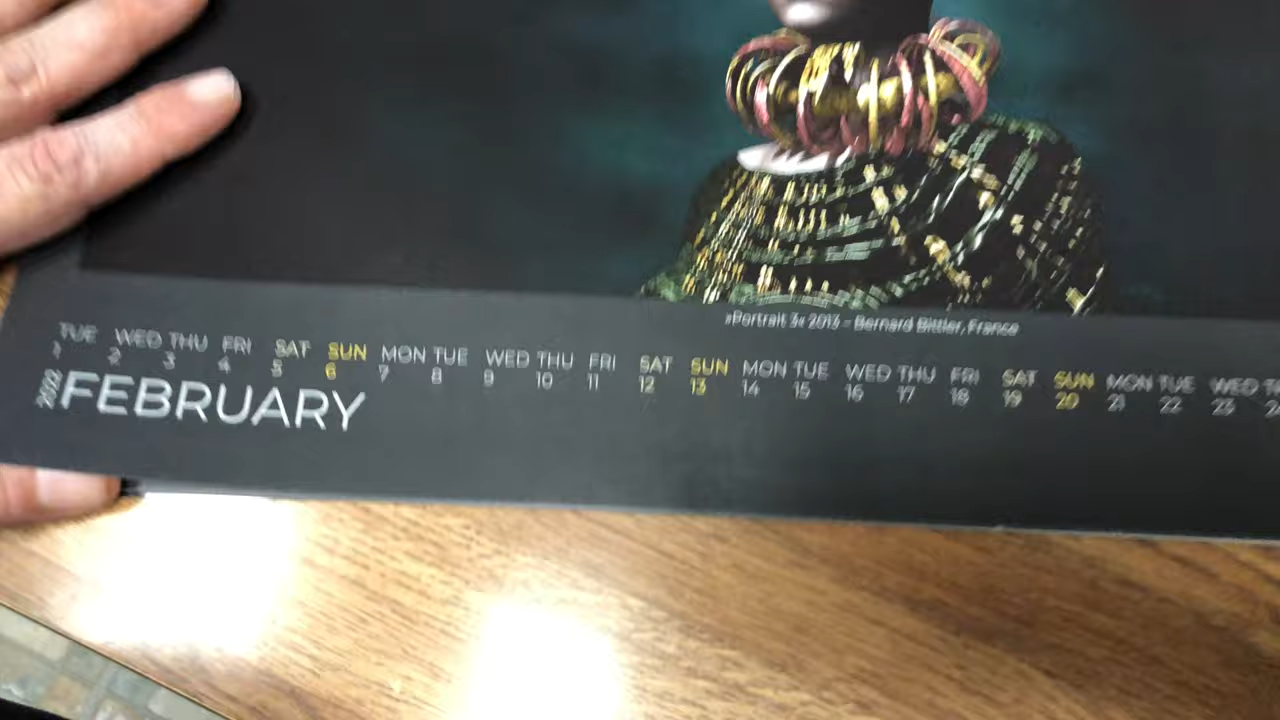 »Portrait 3« 2013 – Bernard Bittler, France
TUE WED THU FRI SAT SUN MON TUE WED THU FRI SAT SUN MON TUE WED THU FRI SAT SUN MON TUE WED
1 2 3 4 5 6 7 8 9 10 11 12 13 14 15 16 17 18 19 20 21 22 23
2022
FEBRUARY